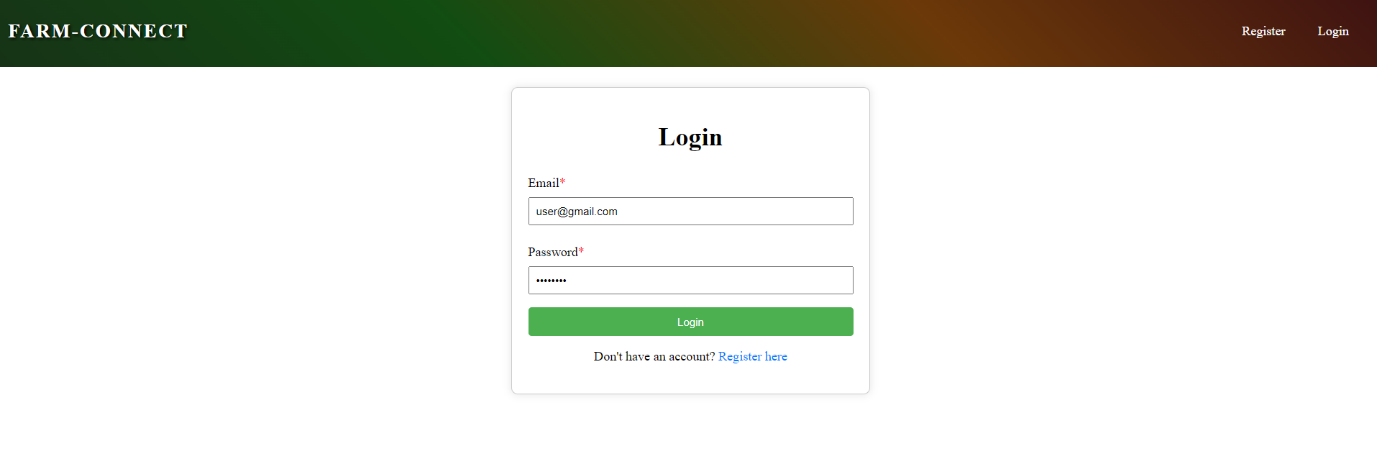 FARM-CONNECT
Register Login
Login
Email*
user@gmail.com
Password*
••••••••
Login
Don't have an account? Register here